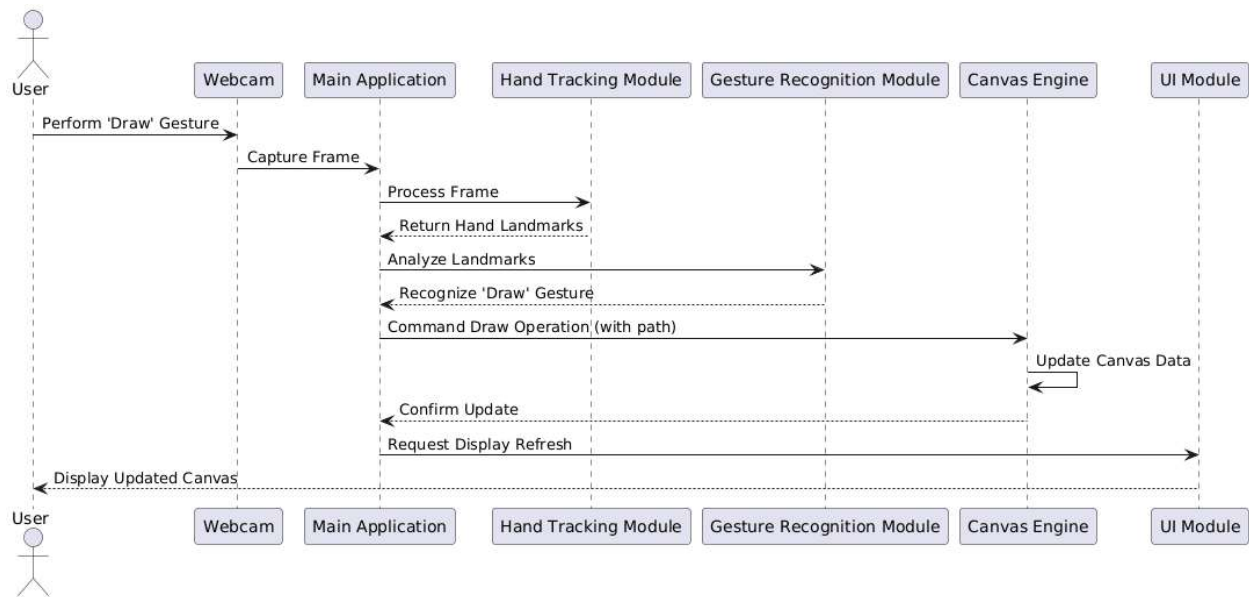 User
Webcam
Main Application
Hand Tracking Module
Gesture Recognition Module
Canvas Engine
UI Module
Perform 'Draw' Gesture
Capture Frame
Process Frame
Return Hand Landmarks
Analyze Landmarks
Recognize 'Draw' Gesture
Command Draw Operation (with path)
Update Canvas Data
Confirm Update
Request Display Refresh
Display Updated Canvas
User
Webcam
Main Application
Hand Tracking Module
Gesture Recognition Module
Canvas Engine
UI Module